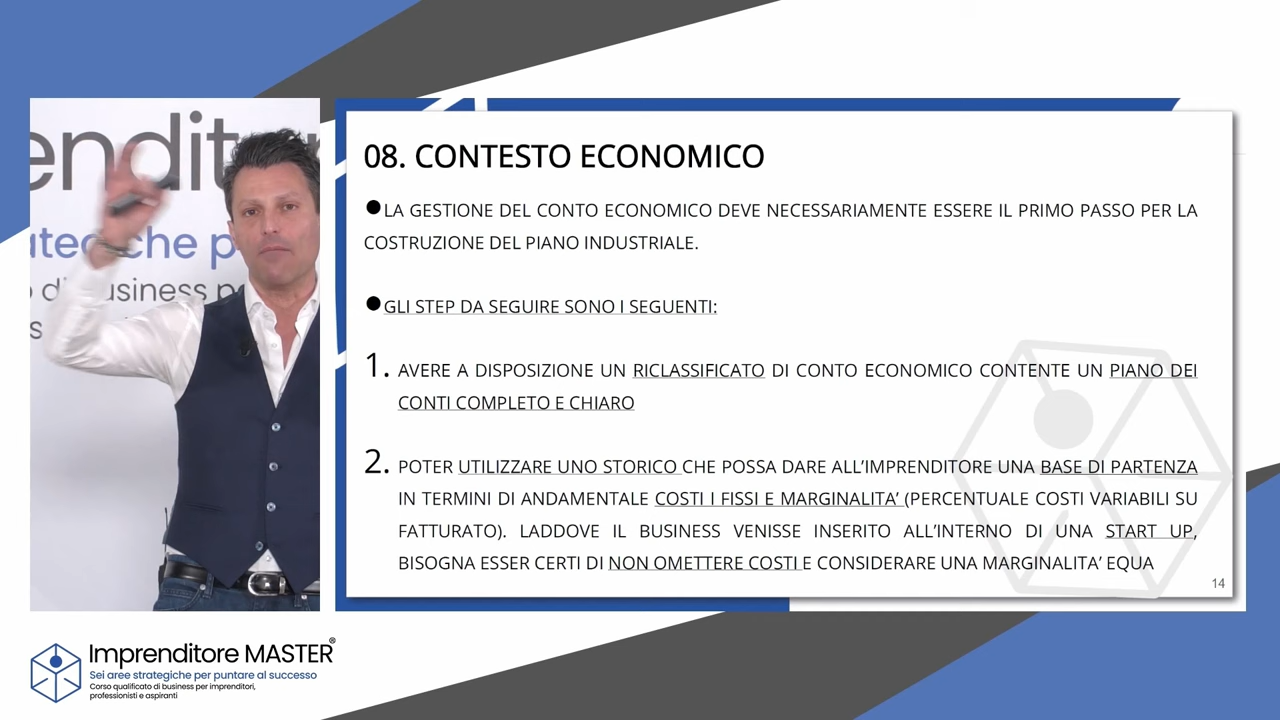 enditor
ategiche p
o di business pe
s
08. CONTESTO ECONOMICO
●LA GESTIONE DEL CONTO ECONOMICO DEVE NECESSARIAMENTE ESSERE IL PRIMO PASSO PER LA
COSTRUZIONE DEL PIANO INDUSTRIALE.
●GLI STEP DA SEGUIRE SONO I SEGUENTI:
1. AVERE A DISPOSIZIONE UN RICLASSIFICATO DI CONTO ECONOMICO CONTENTE UN PIANO DEI
CONTI COMPLETO E CHIARO
2. POTER UTILIZZARE UNO STORICO CHE POSSA DARE ALL’IMPRENDITORE UNA BASE DI PARTENZA
IN TERMINI DI ANDAMENTALE COSTI I FISSI E MARGINALITA’ (PERCENTUALE COSTI VARIABILI SU
FATTURATO). LADDOVE IL BUSINESS VENISSE INSERITO ALL’INTERNO DI UNA START UP,
BISOGNA ESSER CERTI DI NON OMETTERE COSTI E CONSIDERARE UNA MARGINALITA’ EQUA
14
Imprenditore MASTER®
Sei aree strategiche per puntare al successo
Corso qualificato di business per imprenditori,
professionisti e aspiranti